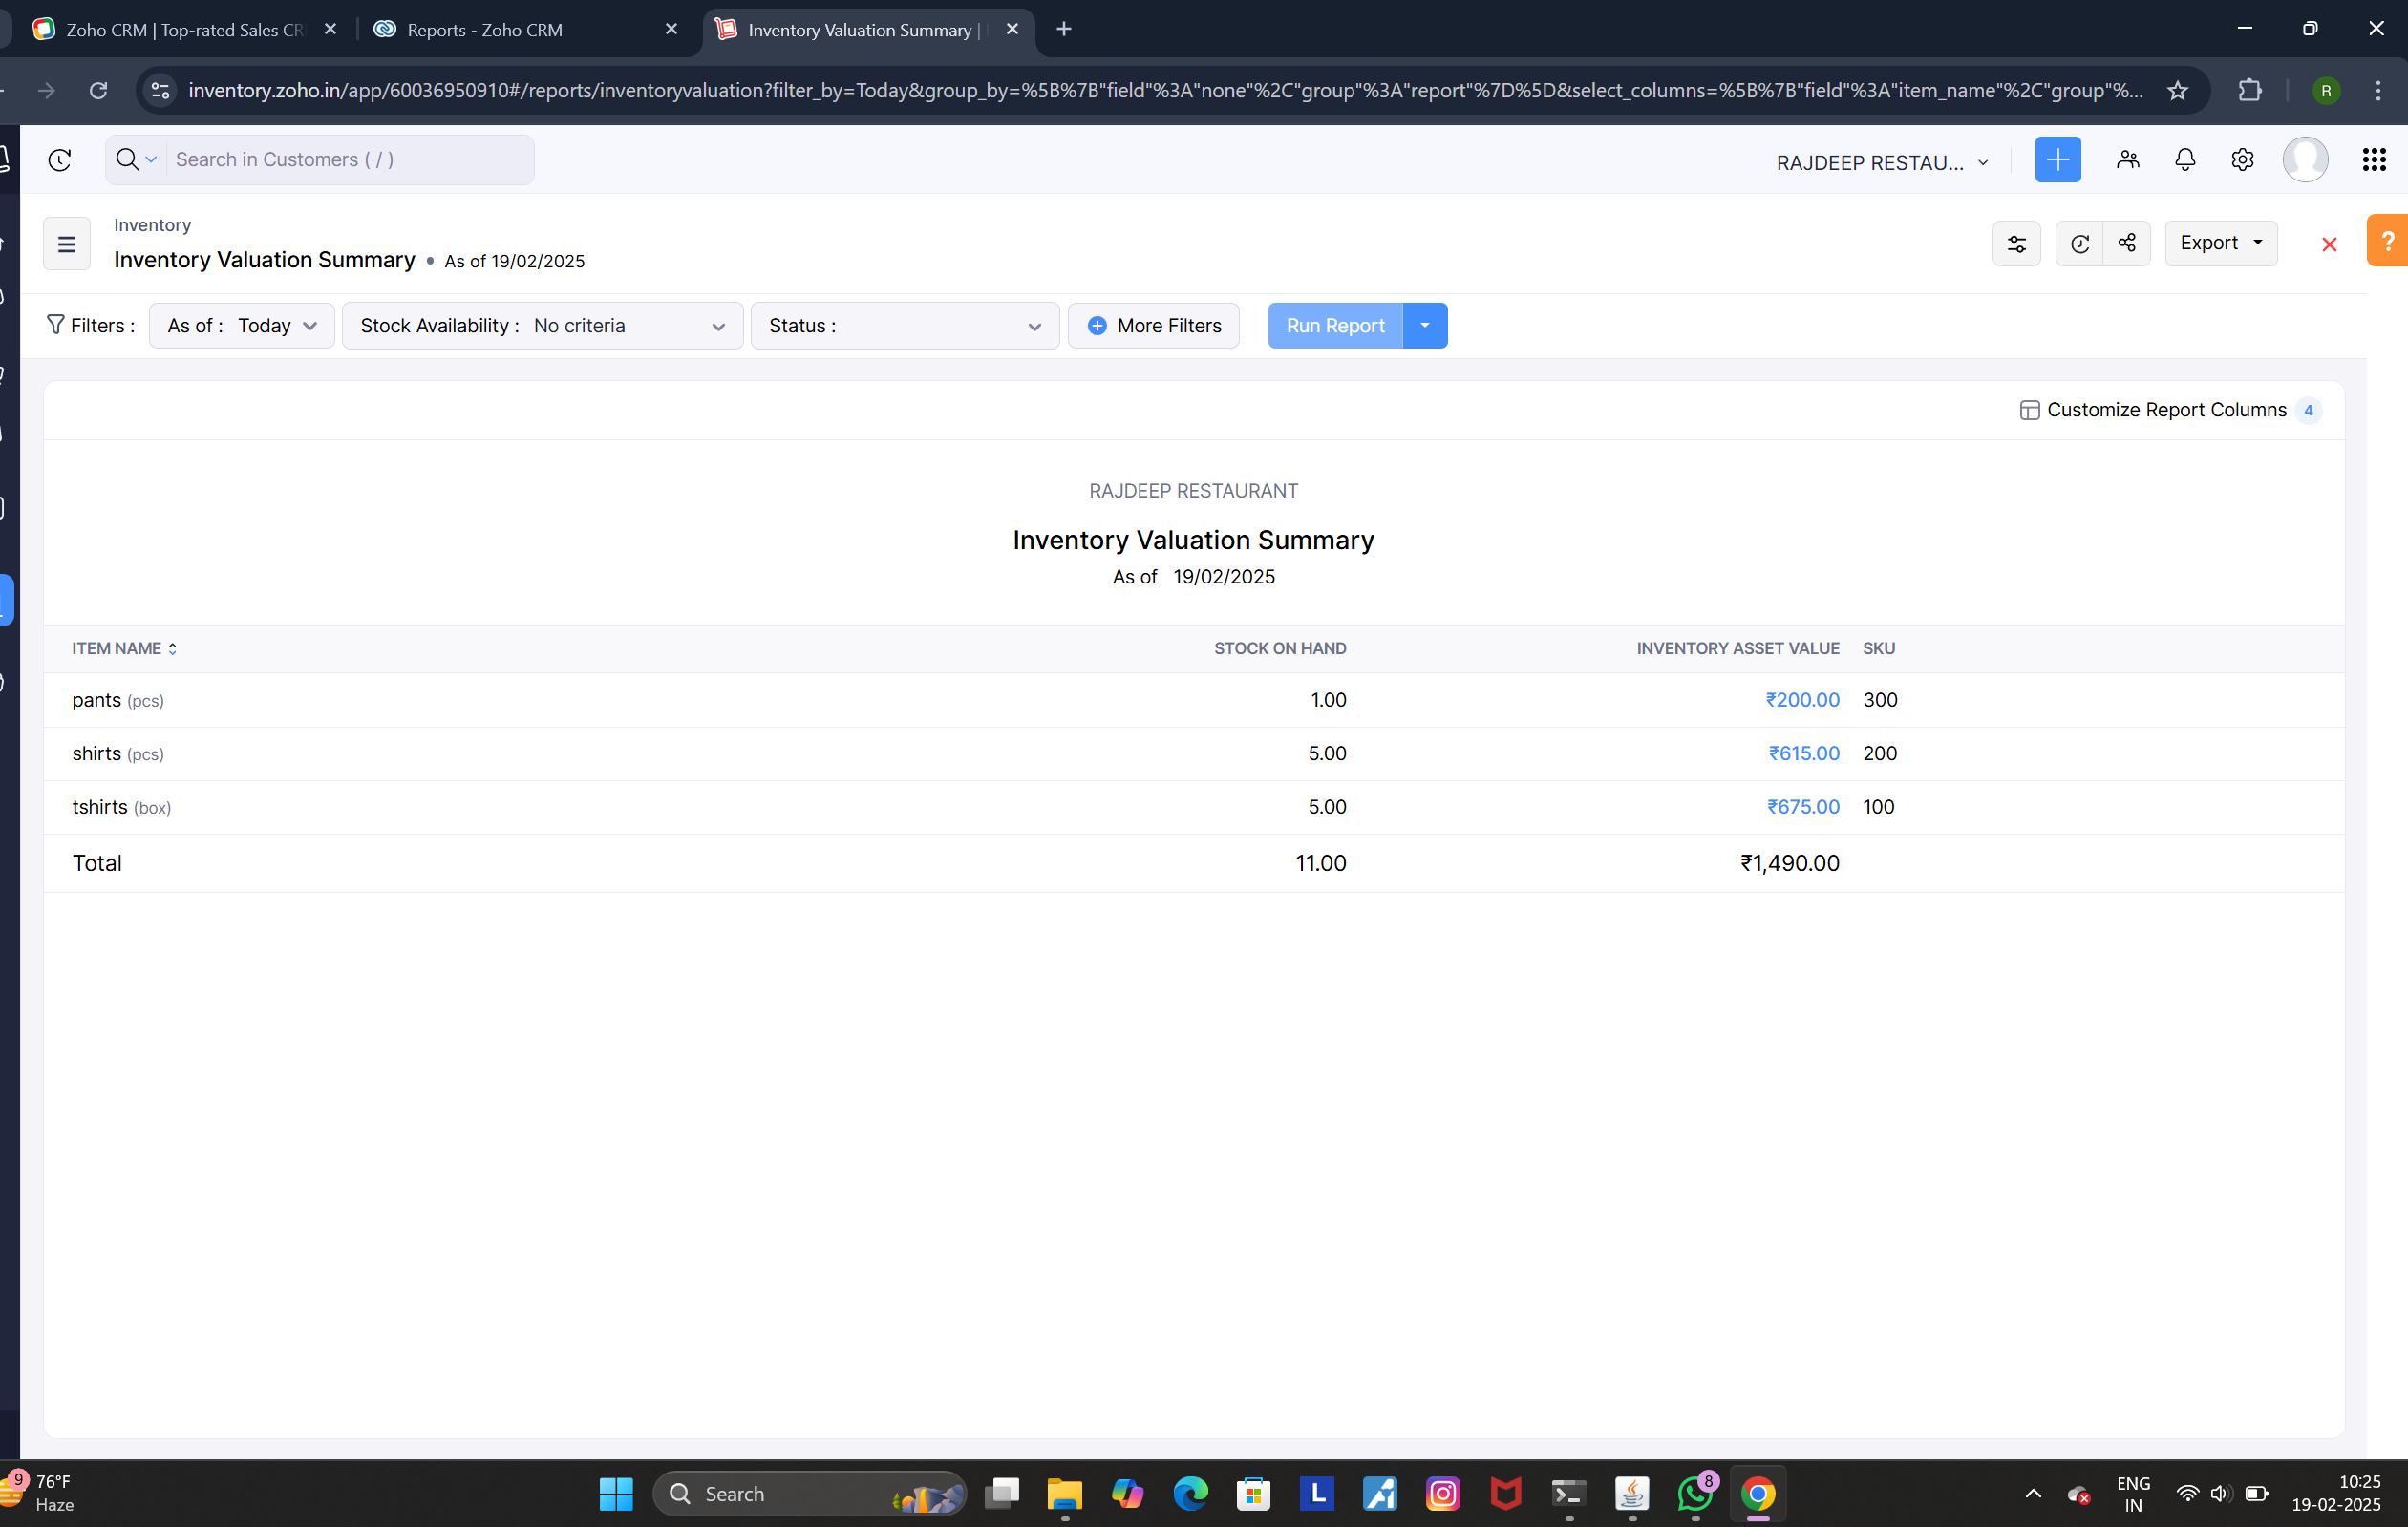 Zoho CRM | Top-rated Sales CR
Reports - Zoho CRM
Inventory Valuation Summary |
inventory.zoho.in/app/60036950910#/reports/inventoryvaluation?filter_by=Today&group_by=%5B%7B"field"%3A"none"%2C"group"%3A"report"%7D%5D&select_columns=%5B%7B"field"%3A"item_name"%2C"group"%...
R
Search in Customers ( / )
RAJDEEP RESTAU...
Inventory
Inventory Valuation Summary • As of 19/02/2025
Export
?
Filters :
As of : Today
Stock Availability : No criteria
Status :
More Filters
Run Report
Customize Report Columns 4
RAJDEEP RESTAURANT
Inventory Valuation Summary
As of 19/02/2025
ITEM NAME STOCK ON HAND INVENTORY ASSET VALUE SKU
pants (pcs) 1.00 ₹200.00 300
shirts (pcs) 5.00 ₹615.00 200
tshirts (box) 5.00 ₹675.00 100
Total 11.00 ₹1,490.00
9
76°F
Haze
Search
L
8
ENG
IN
10:25
19-02-2025